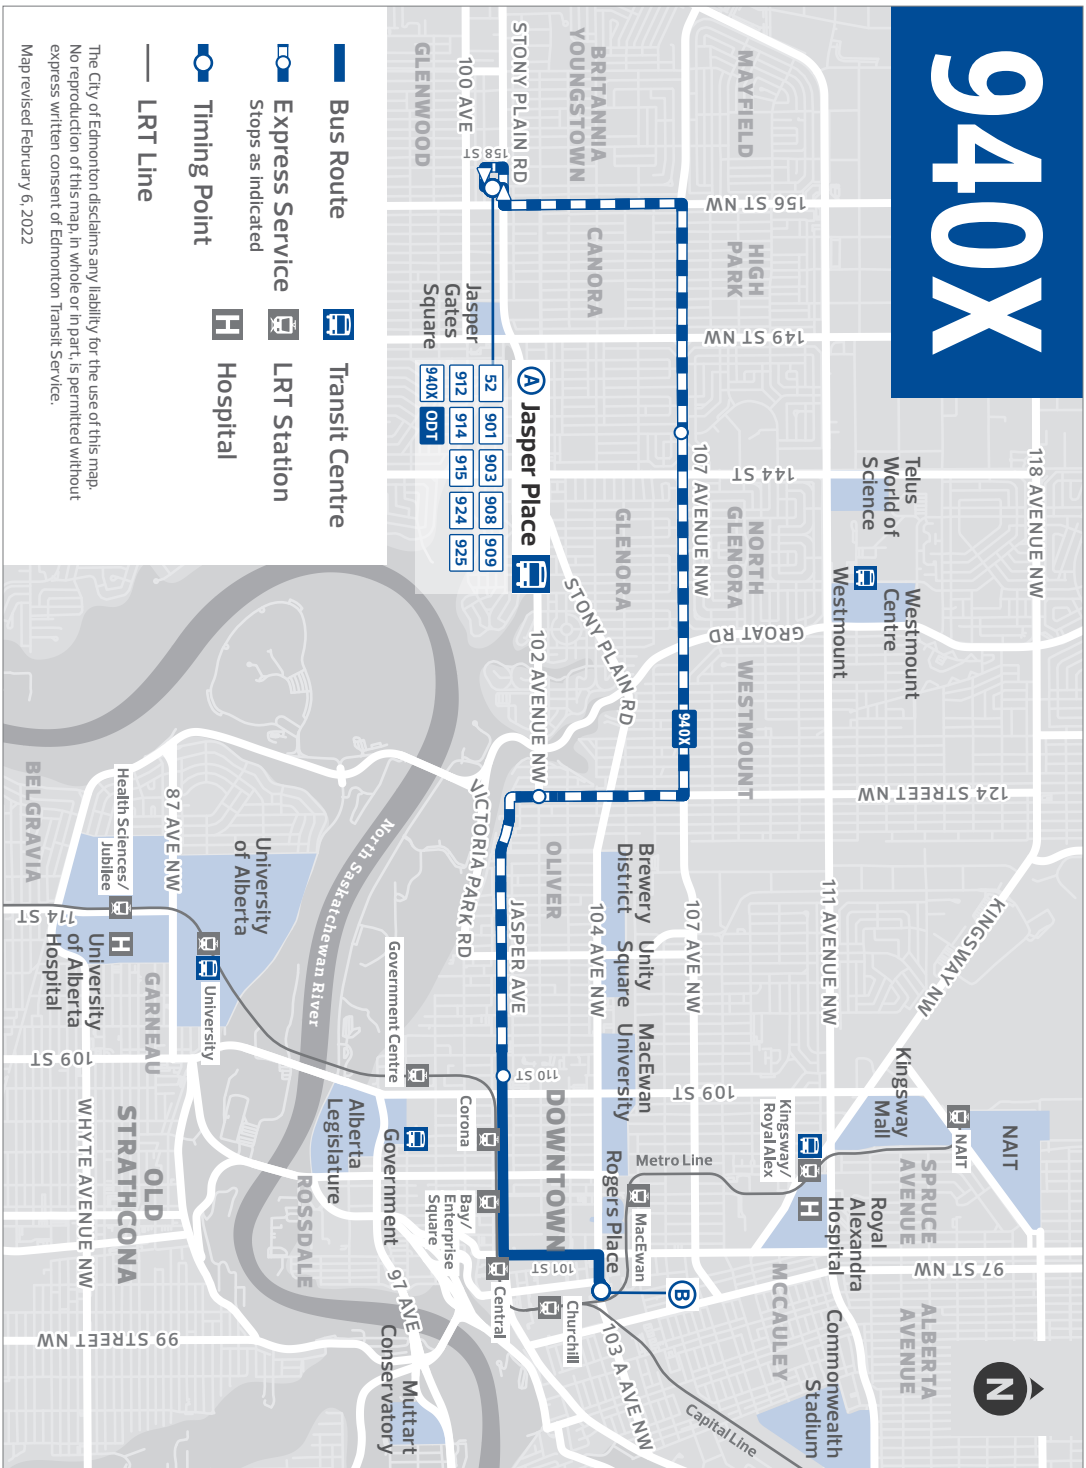 940X
118 AVENUE NW
MAYFIELD
BRITANNIA
YOUNGSTOWN
STONY PLAIN RD
100 AVE
GLENWOOD
158 ST
156 ST NW
HIGH
PARK
CANORA
149 ST NW
Jasper
Gates
Square
A Jasper Place
52 901 903 908 909
912 914 915 924 925
940X ODT
107 AVENUE NW
144 ST
Telus
World of
Science
NORTH
GLENORA
GLENORA
Westmount
Centre
Westmount
GROAT RD
STONY PLAIN RD
102 AVENUE NW
WESTMOUNT
940X
124 STREET NW
VICTORIA PARK RD
OLIVER
JASPER AVE
Brewery
District
Unity
Square
104 AVE NW
107 AVE NW
111 AVENUE NW
KINGSWAY NW
MacEwan
University
109 ST
110 ST
DOWNTOWN
Kingsway
Mall
NAIT
NAIT
Kingsway/
Royal Alex
Metro Line
Royal
Alexandra
Hospital
H
SPRUCE
AVENUE
Rogers Place
MacEwan
101 ST
97 ST NW
B
MCCAULEY
ALBERTA
AVENUE
Commonwealth
Stadium
103 A AVE NW
Capital Line
Churchill
Central
Bay/
Enterprise
Square
Corona
Government Centre
Government
Alberta
Legislature
ROSSDALE
97 AVE
Muttart
Conservatory
North Saskatchewan River
University
of Alberta
University
87 AVE NW
Health Sciences/
Jubilee
BELGRAVIA
114 ST
H
University
of Alberta
Hospital
GARNEAU
109 ST
WHYTE AVENUE NW
OLD
STRATHCONA
99 STREET NW
N
Bus Route
Express Service
Stops as indicated
Timing Point
LRT Line
Transit Centre
LRT Station
H Hospital
The City of Edmonton disclaims any liability for the use of this map.
No reproduction of this map, in whole or in part, is permitted without
express written consent of Edmonton Transit Service.
Map revised February 6, 2022